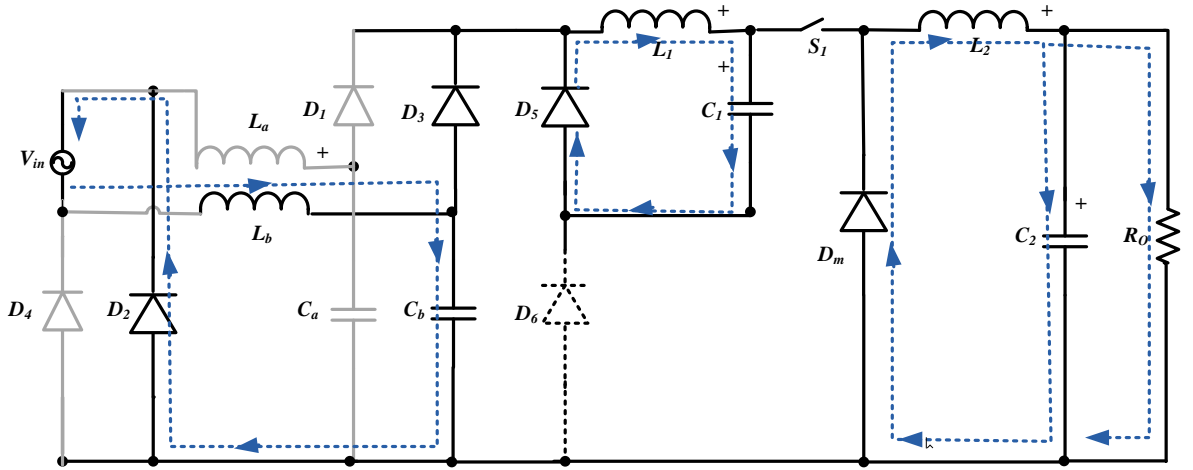 +
+
L1
L2
S1
+
D1
D3
D5
C1
La
Vin
+
Lb
+
Dm
C2
RO
D4
D2
Ca
Cb
D6